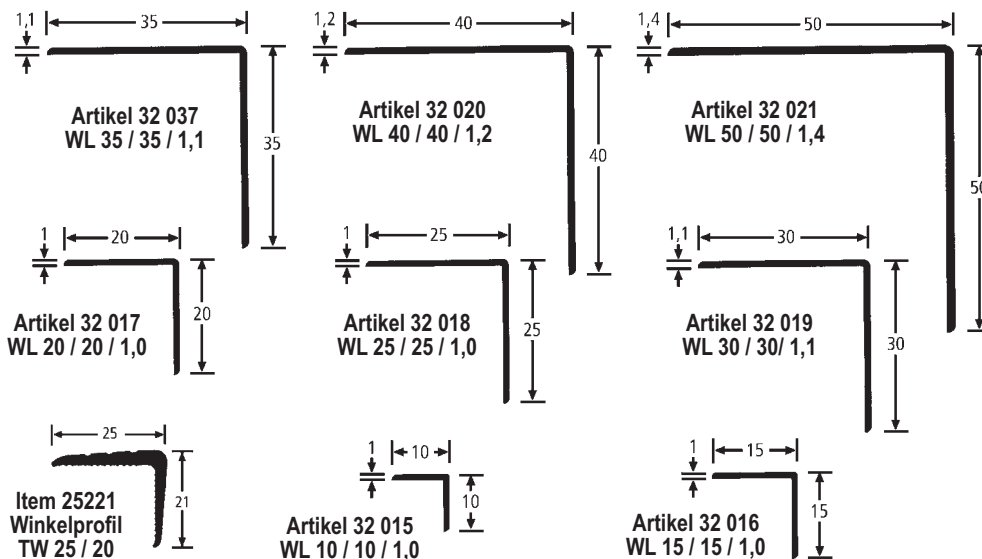 1,1
35
35
Artikel 32 037
WL 35 / 35 / 1,1
1,2
40
40
Artikel 32 020
WL 40 / 40 / 1,2
1,4
50
50
Artikel 32 021
WL 50 / 50 / 1,4
1
20
20
Artikel 32 017
WL 20 / 20 / 1,0
1
25
25
Artikel 32 018
WL 25 / 25 / 1,0
1,1
30
30
Artikel 32 019
WL 30 / 30/ 1,1
25
21
Item 25221
Winkelprofil
TW 25 / 20
1
10
10
Artikel 32 015
WL 10 / 10 / 1,0
1
15
15
Artikel 32 016
WL 15 / 15 / 1,0